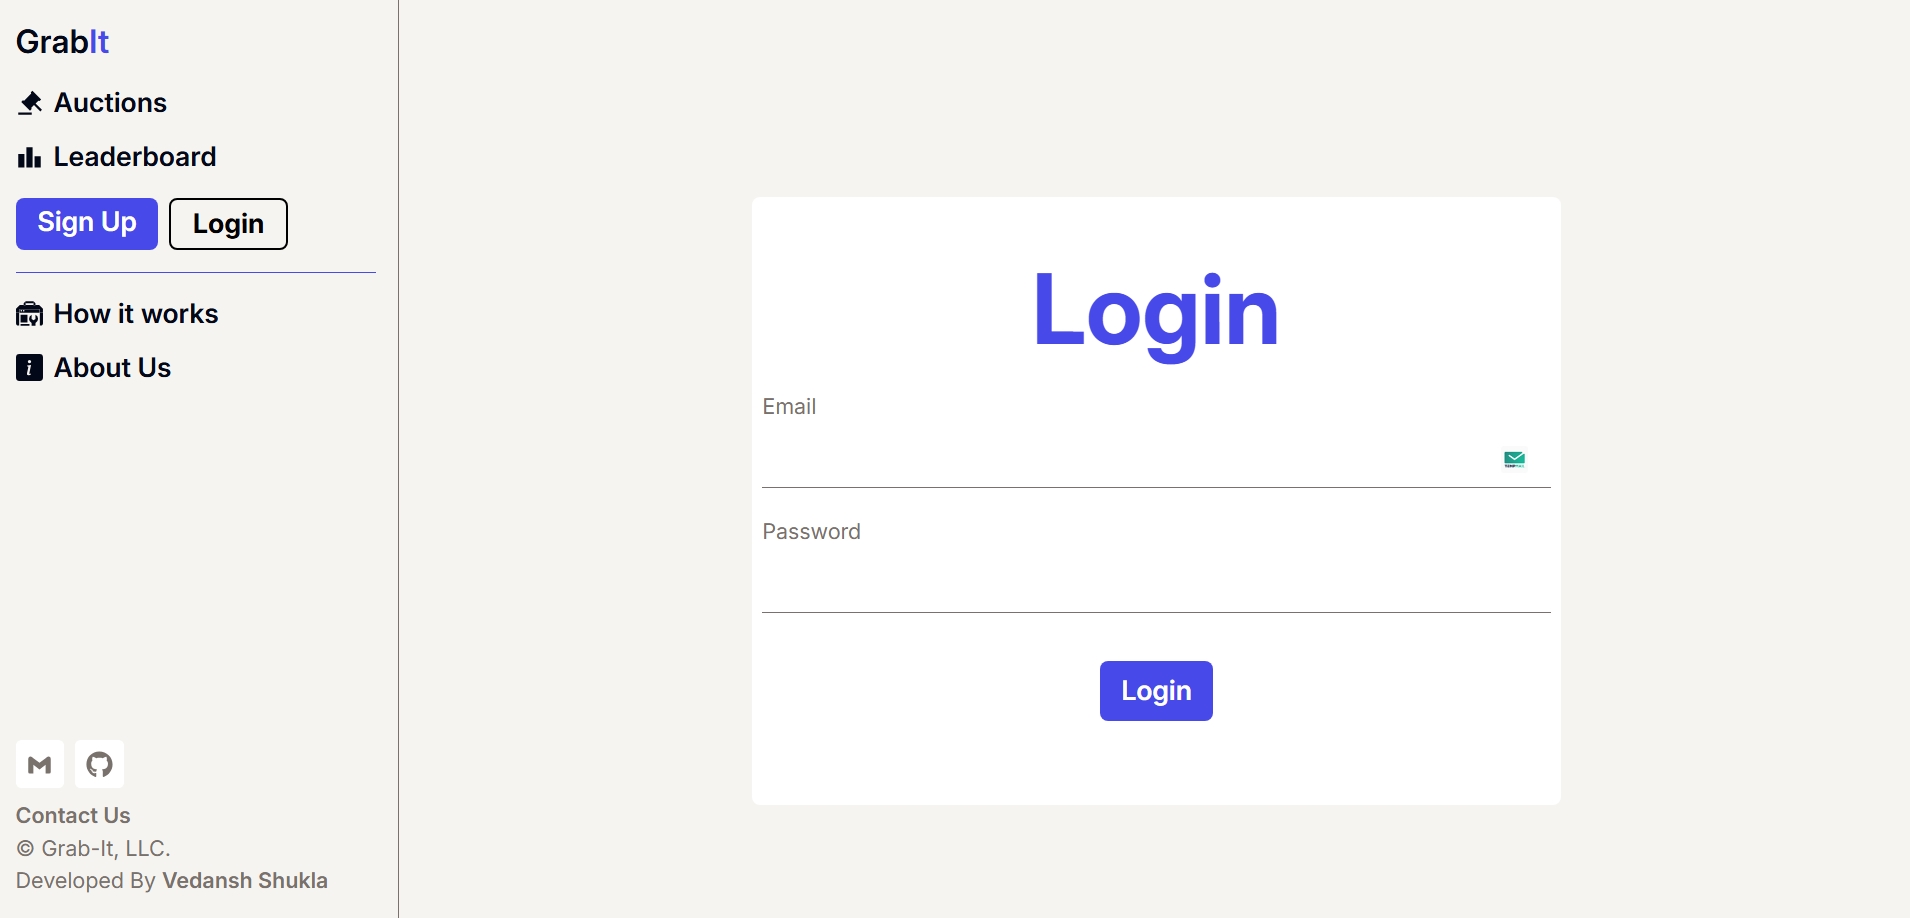 GrabIt
Auctions
Leaderboard
Sign Up
Login
How it works
About Us
Contact Us
© Grab-It, LLC.
Developed By Vedansh Shukla
Login
Email
Password
Login